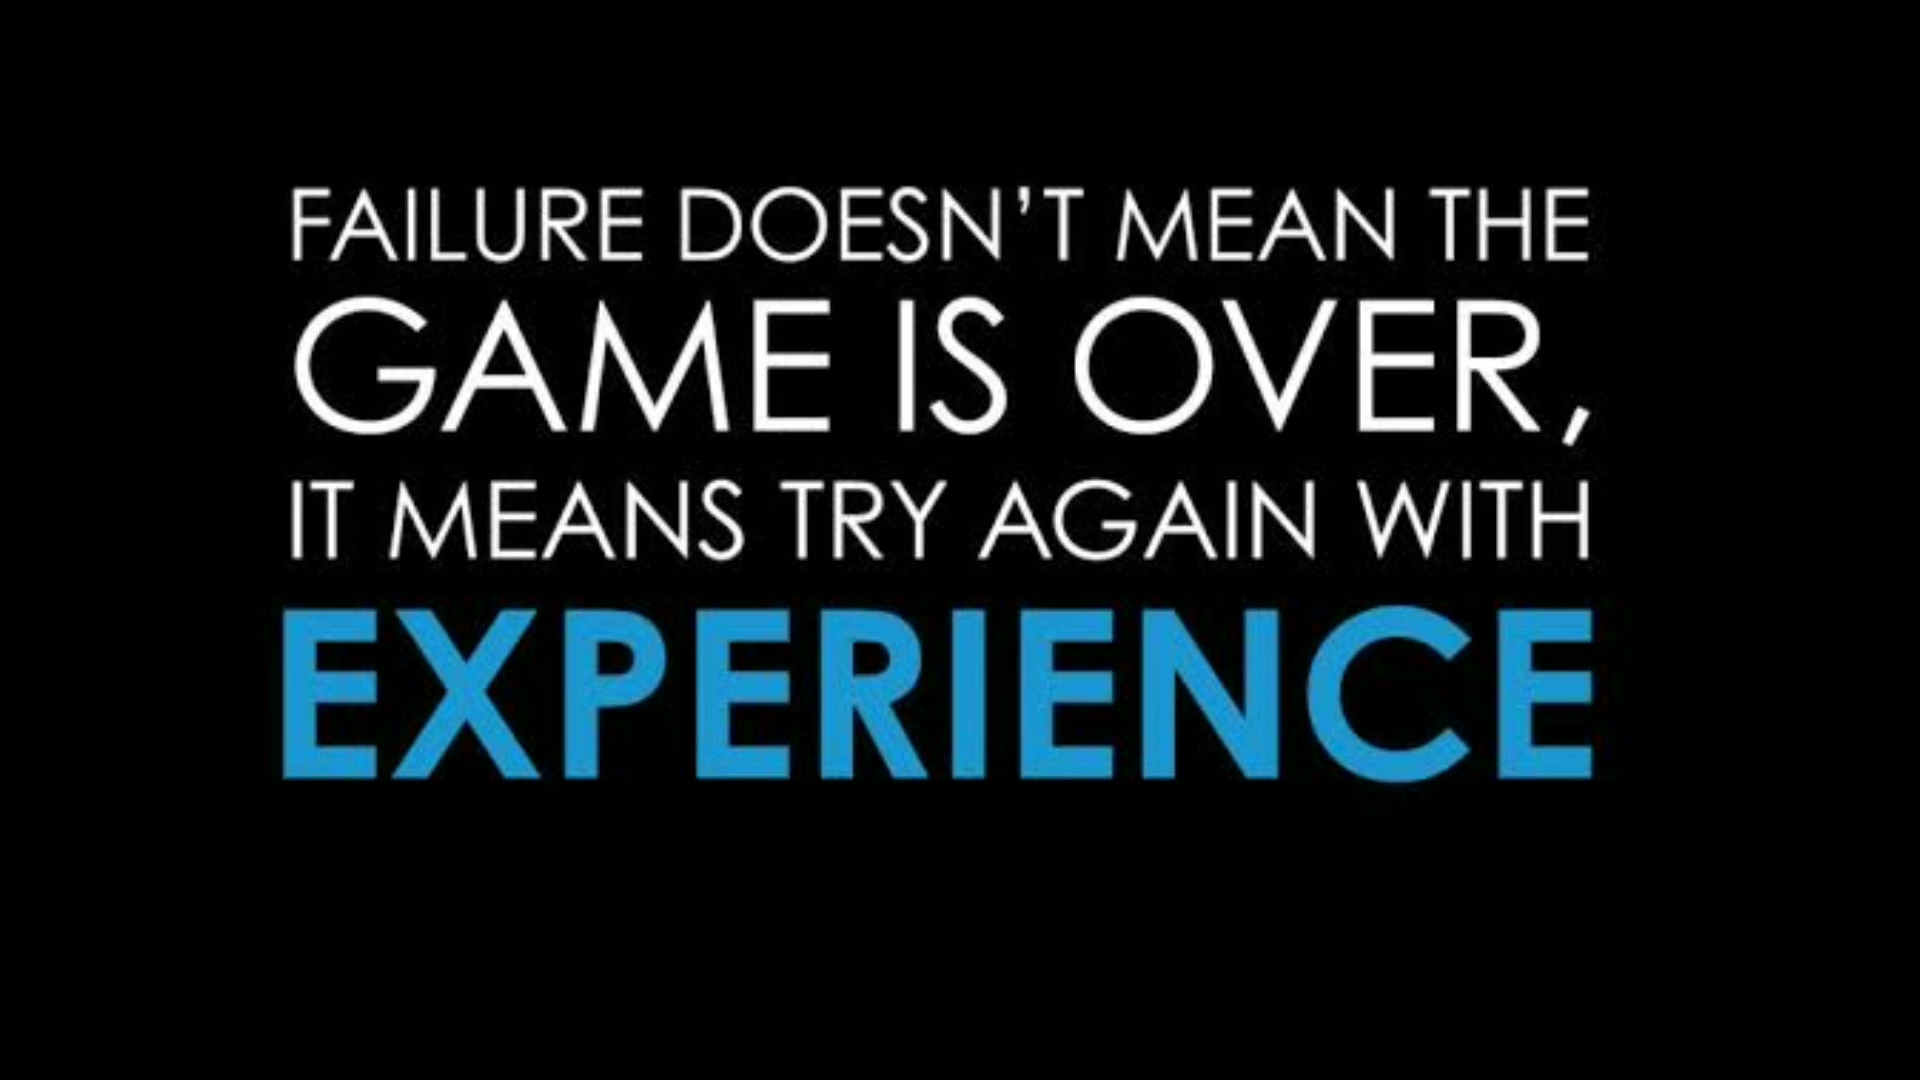 FAILURE DOESN’T MEAN THE
GAME IS OVER,
IT MEANS TRY AGAIN WITH
EXPERIENCE